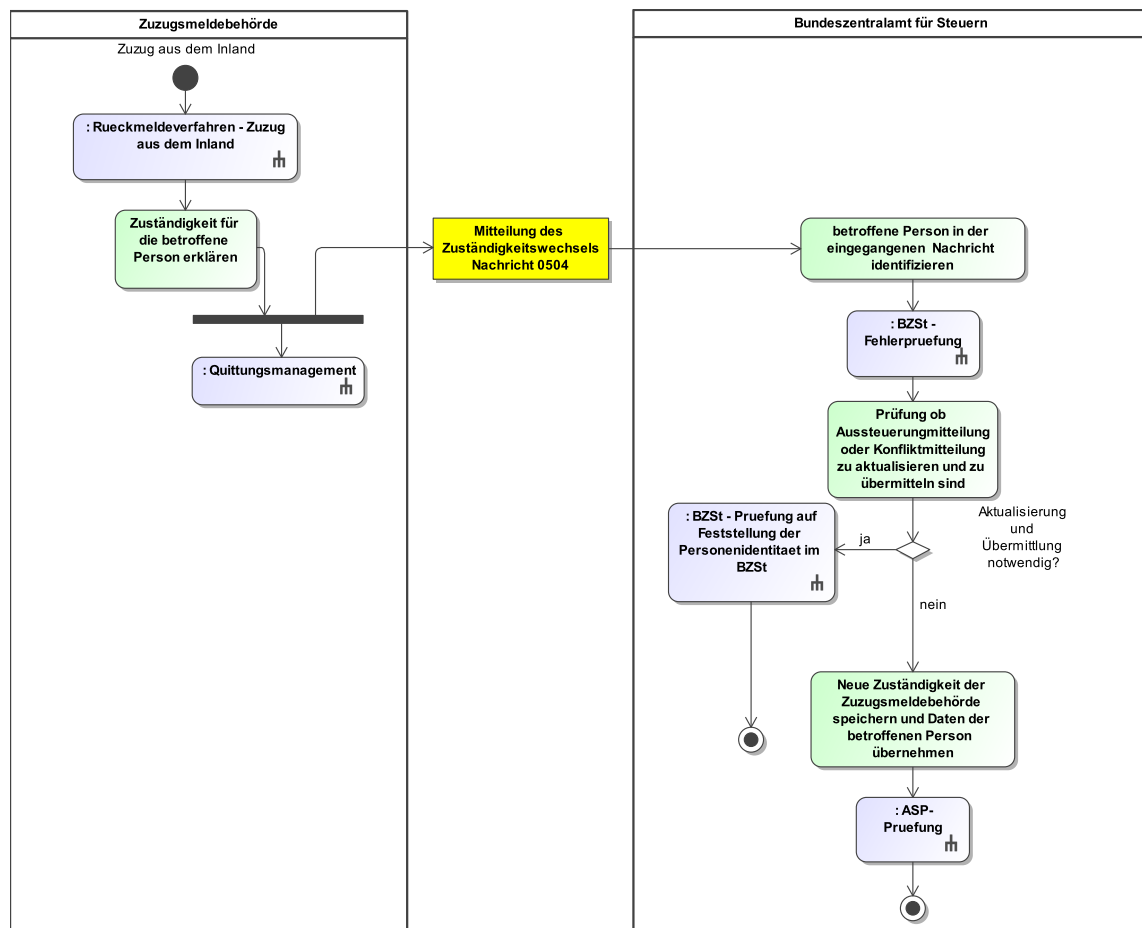 Zuzugsmeldebehörde
Zuzug aus dem Inland
: Rueckmeldeverfahren - Zuzug
aus dem Inland
Zuständigkeit für
die betroffene
Person erklären
: Quittungsmanagement
Mitteilung des
Zuständigkeitswechsels
Nachricht 0504
Bundeszentralamt für Steuern
betroffene Person in der
eingegangenen Nachricht
identifizieren
: BZSt -
Fehlerpruefung
Prüfung ob
Aussteuerungmitteilung
oder Konfliktmitteilung
zu aktualisieren und zu
übermitteln sind
Aktualisierung
und
Übermittlung
notwendig?
ja
: BZSt - Pruefung auf
Feststellung der
Personenidentitaet im
BZSt
nein
Neue Zuständigkeit der
Zuzugsmeldebehörde
speichern und Daten der
betroffenen Person
übernehmen
: ASP-
Pruefung